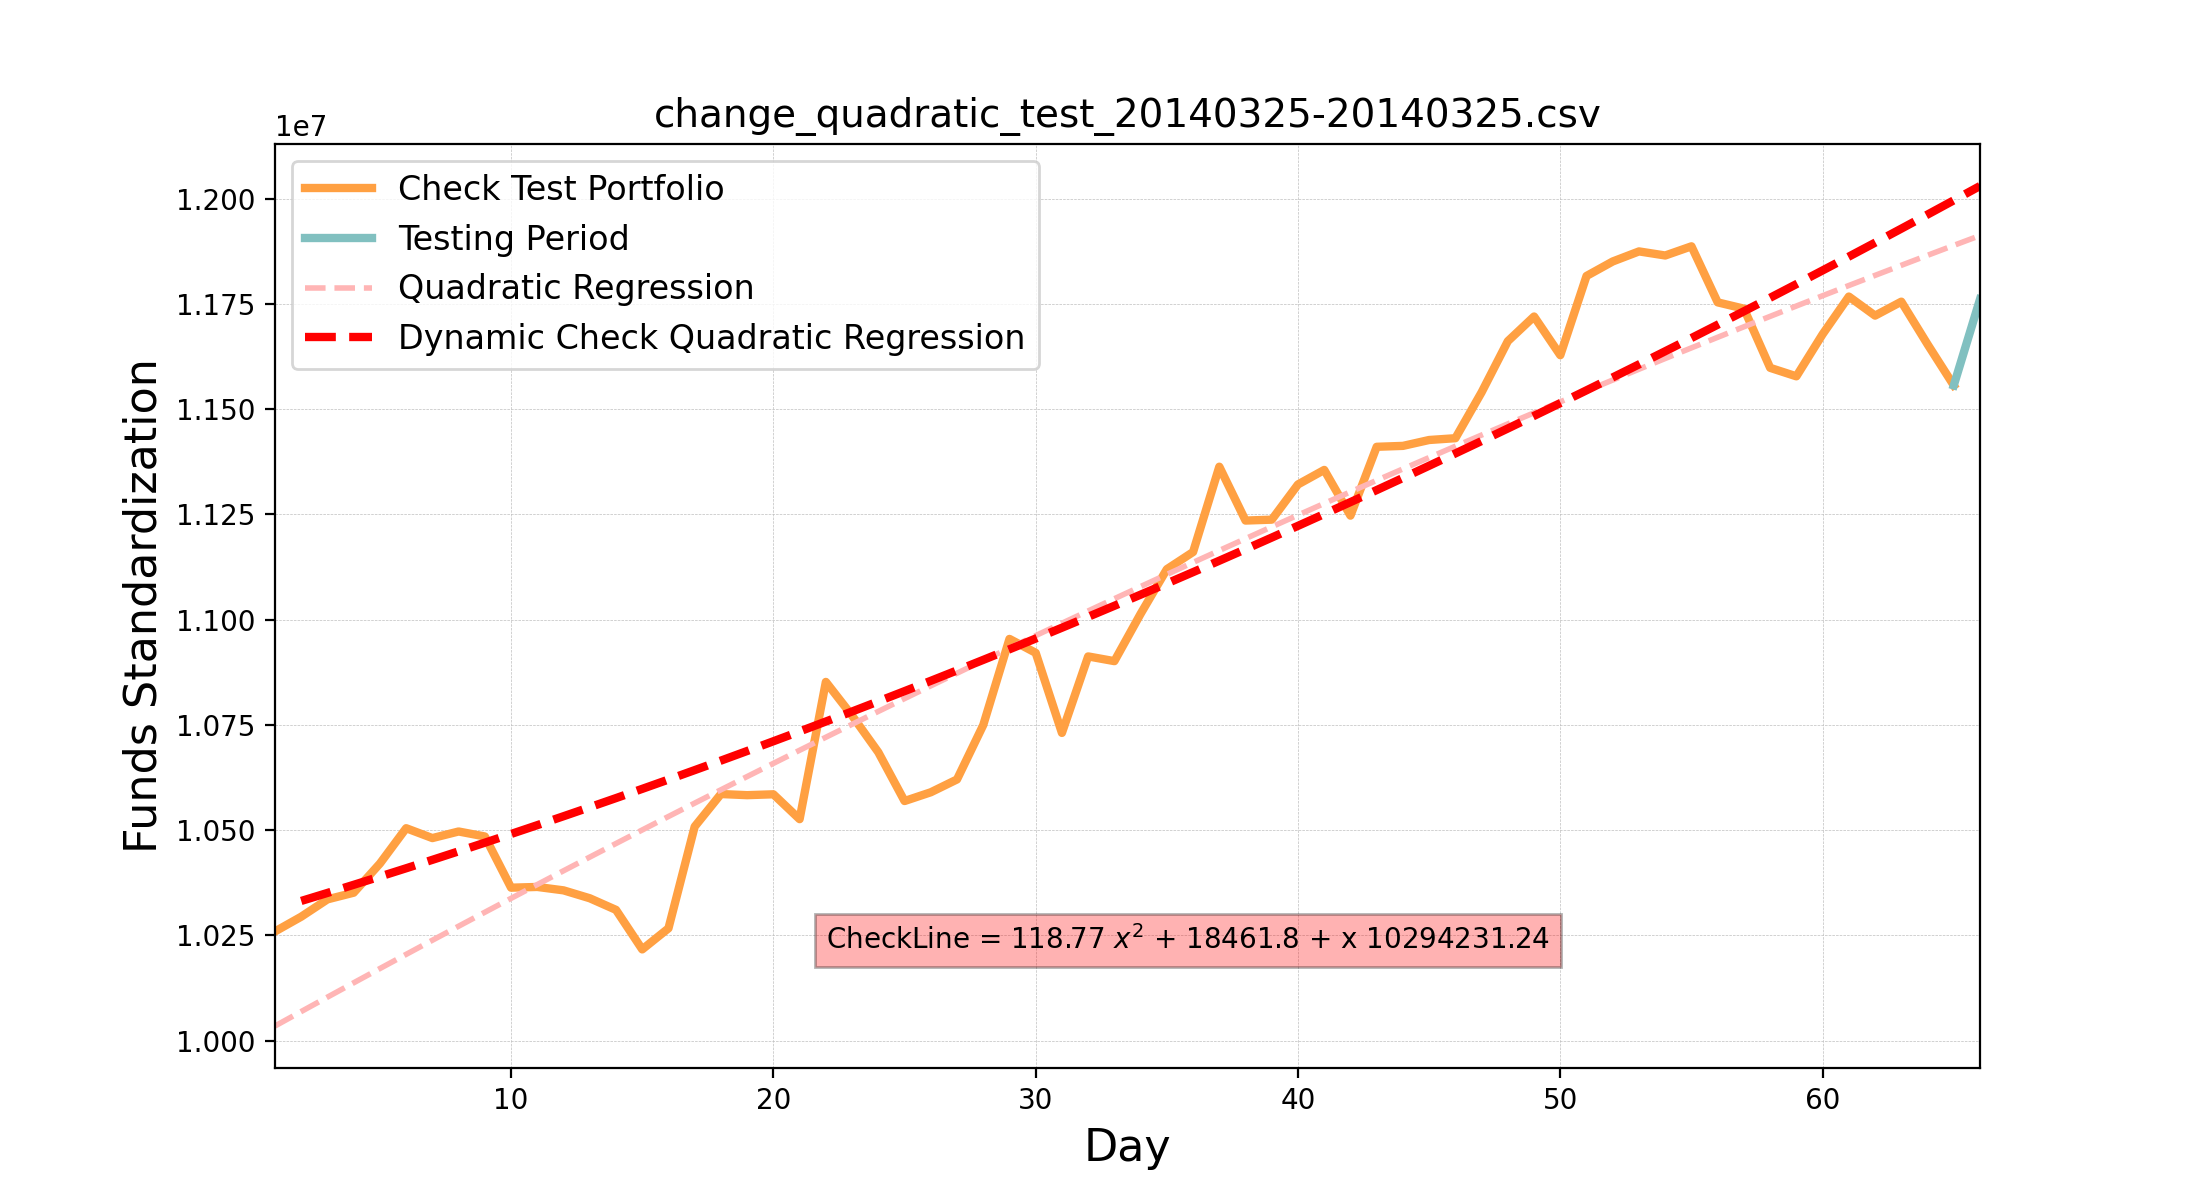 change_quadratic_test_20140325-20140325.csv
1e7
Check Test Portfolio
Testing Period
Quadratic Regression
Dynamic Check Quadratic Regression
1.200
1.175
1.150
1.125
1.100
1.075
1.050
1.025
1.000
Funds Standardization
CheckLine = 118.77 x² + 18461.8 + x 10294231.24
10 20 30 40 50 60
Day